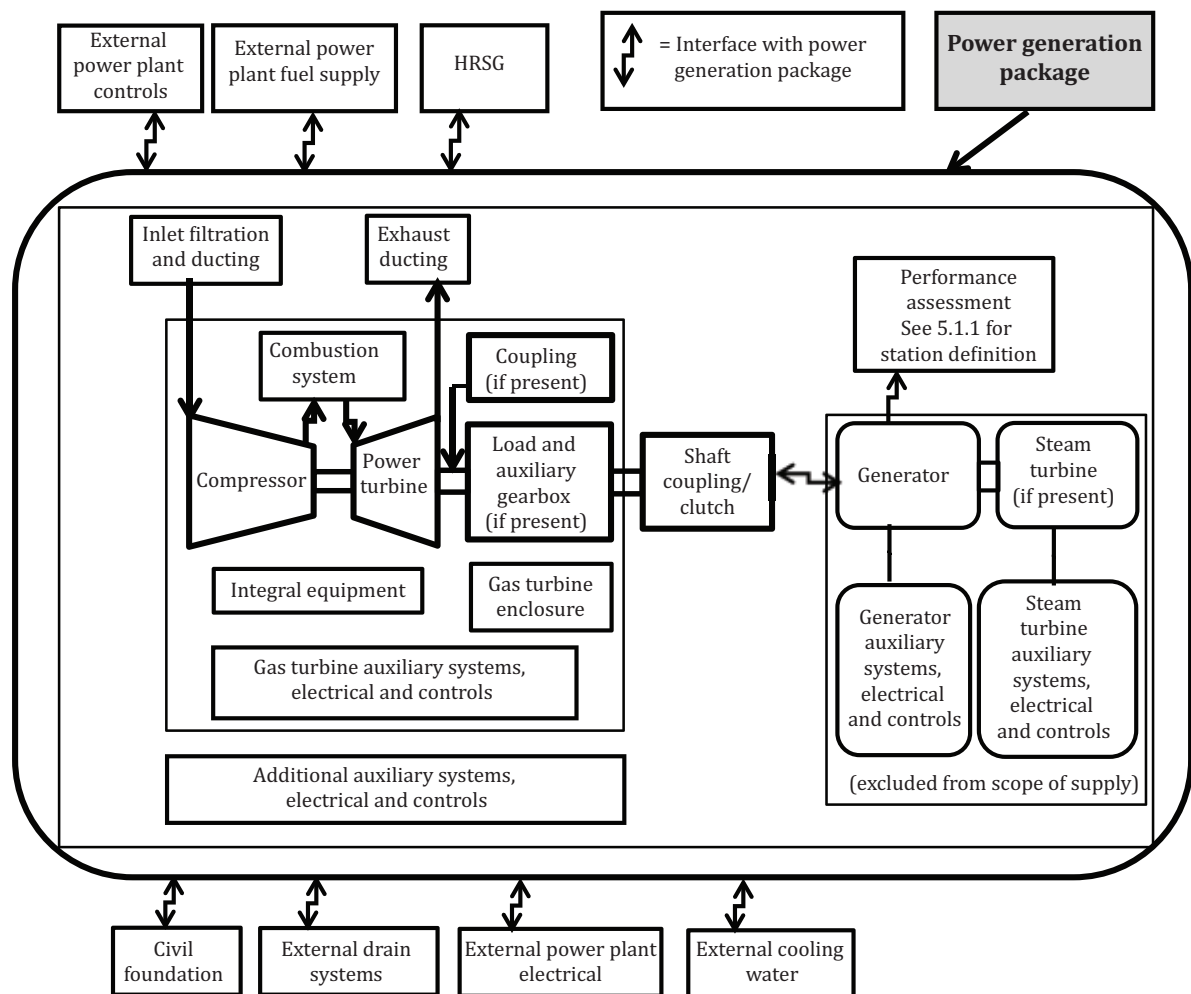 External
power plant
controls
External power
plant fuel supply
HRSG
= Interface with power
generation package
Power generation
package
Inlet filtration
and ducting
Exhaust
ducting
Performance
assessment
See 5.1.1 for
station definition
Combustion
system
Coupling
(if present)
Compressor
Power
turbine
Load and
auxiliary
gearbox
(if present)
Shaft
coupling/
clutch
Generator
Steam
turbine
(if present)
Integral equipment
Gas turbine
enclosure
Generator
auxiliary
systems,
electrical
and controls
Steam
turbine
auxiliary
systems,
electrical
and controls
Gas turbine auxiliary systems,
electrical and controls
Additional auxiliary systems,
electrical and controls
(excluded from scope of supply)
Civil
foundation
External drain
systems
External power plant
electrical
External cooling
water